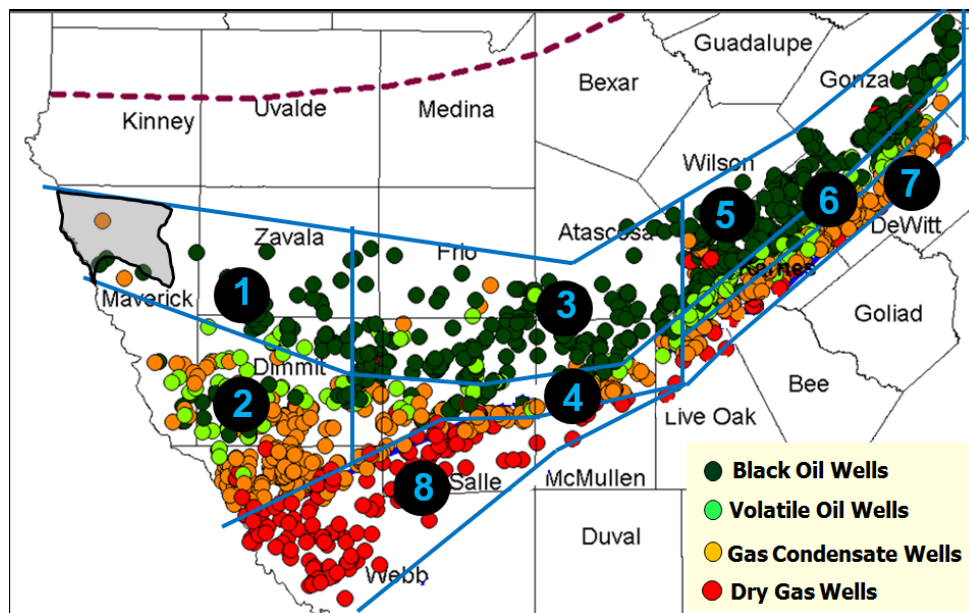 Guadalupe
Gonzal
Bexar
Kinney
Uvalde
Medina
Wilson
6
7
5
DeWitt
Zavala
Frio
Atascosa
Maverick
1
3
Goliad
Dimmit
Bee
2
4
Live Oak
8
Salle
McMullen
Duval
Webb
Black Oil Wells
Volatile Oil Wells
Gas Condensate Wells
Dry Gas Wells